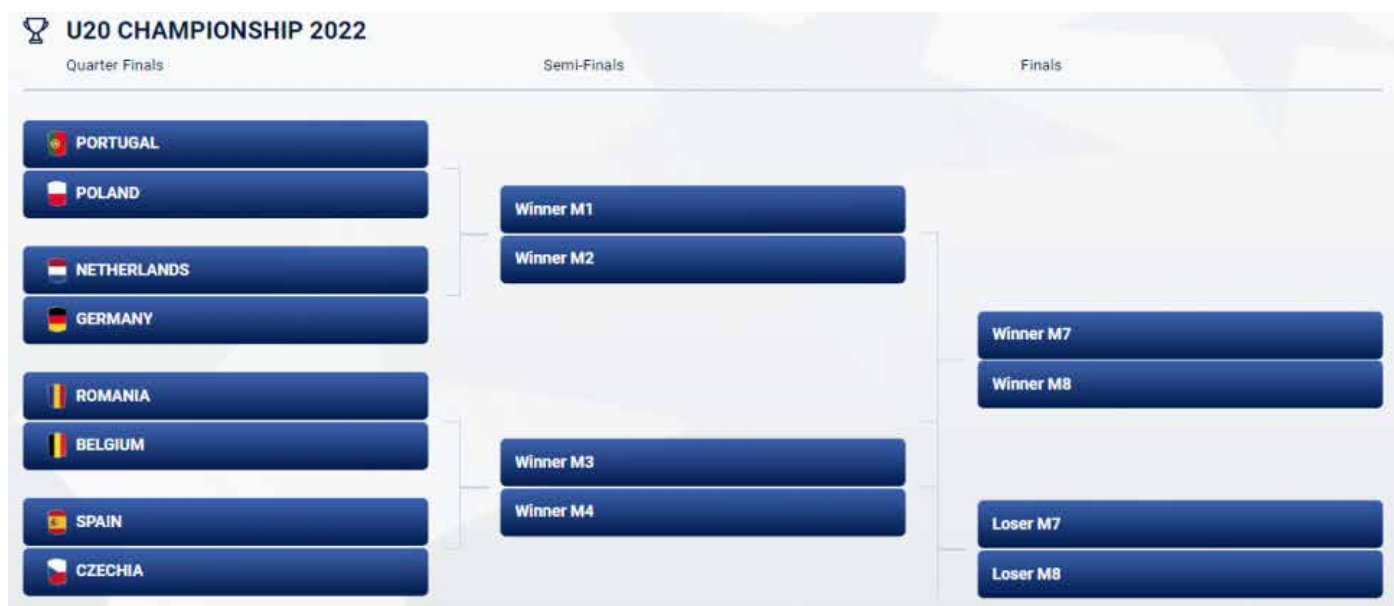 U20 CHAMPIONSHIP 2022
Quarter Finals
Semi-Finals
Finals
PORTUGAL
POLAND
NETHERLANDS
GERMANY
ROMANIA
BELGIUM
SPAIN
CZECHIA
Winner M1
Winner M2
Winner M3
Winner M4
Winner M7
Winner M8
Loser M7
Loser M8